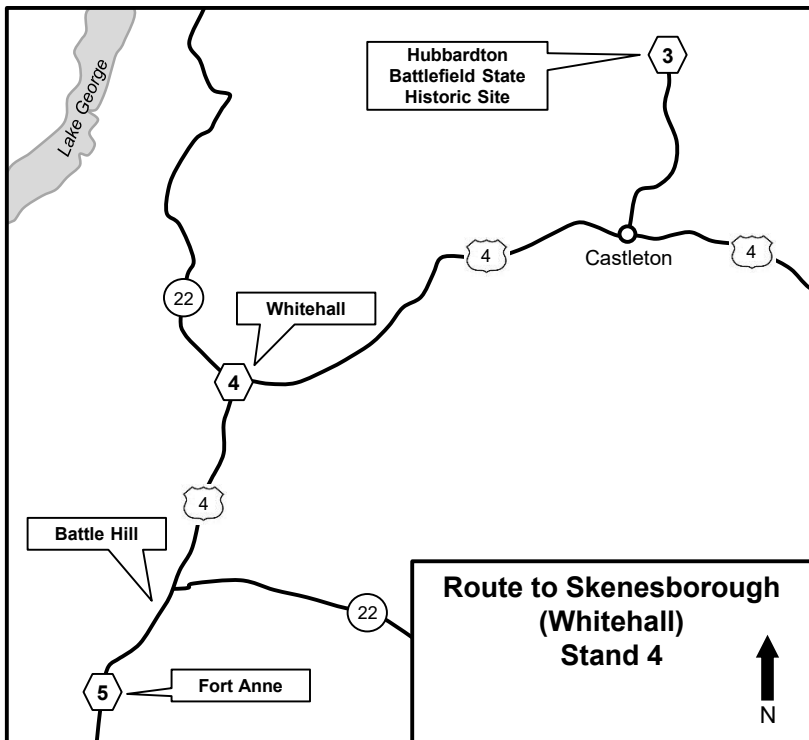 Lake George
Hubbardton
Battlefield State
Historic Site
3
4
Castleton
4
22
Whitehall
4
4
Battle Hill
22
5
Fort Anne
Route to Skenesborough
(Whitehall)
Stand 4
N